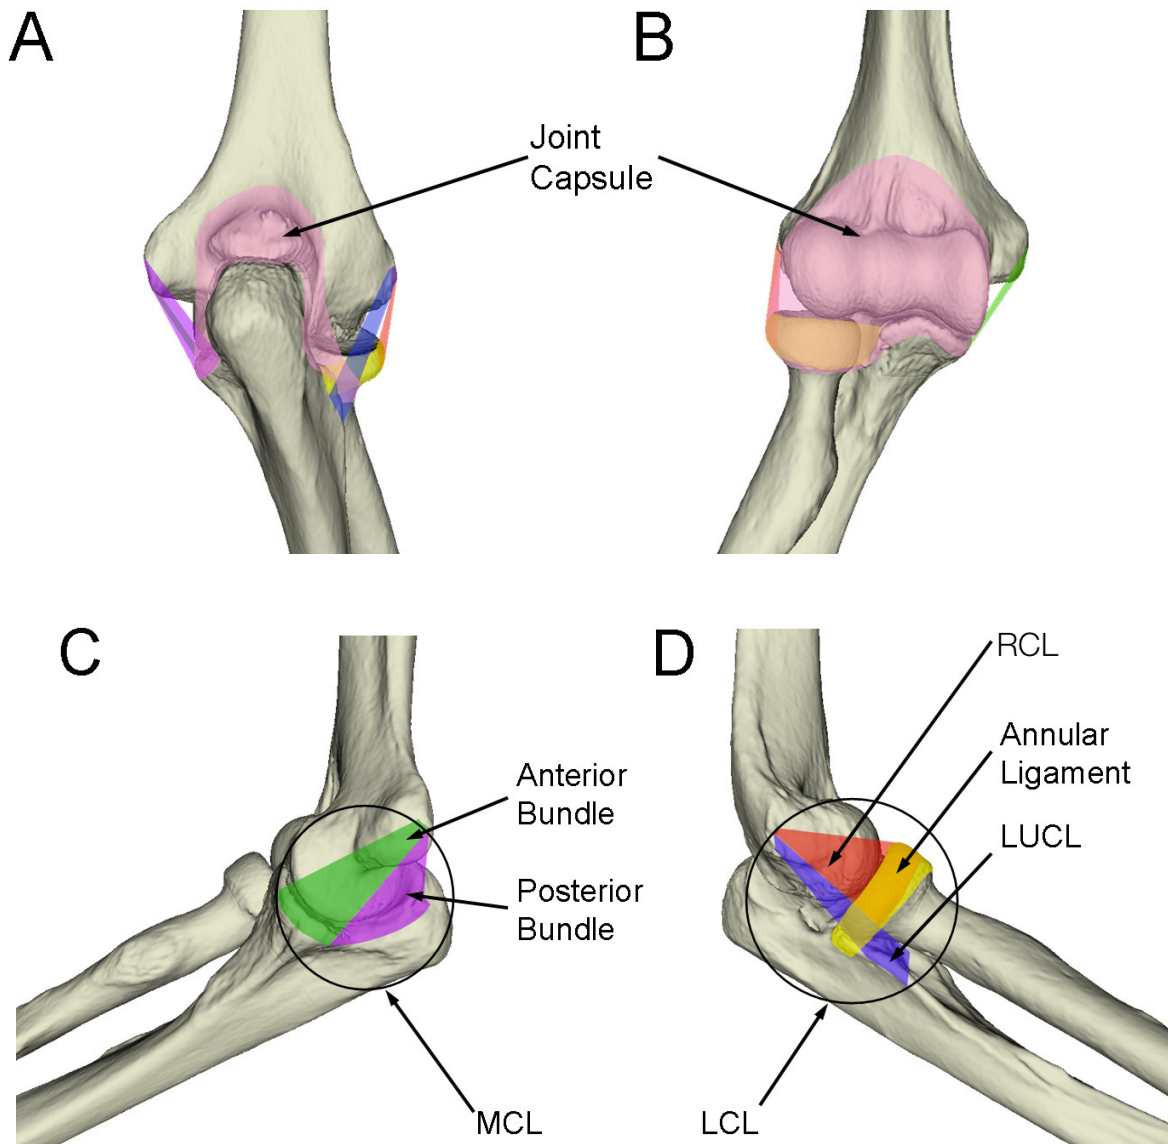 A
B
Joint
Capsule
C
D
RCL
Anterior
Bundle
Annular
Ligament
LUCL
Posterior
Bundle
MCL
LCL